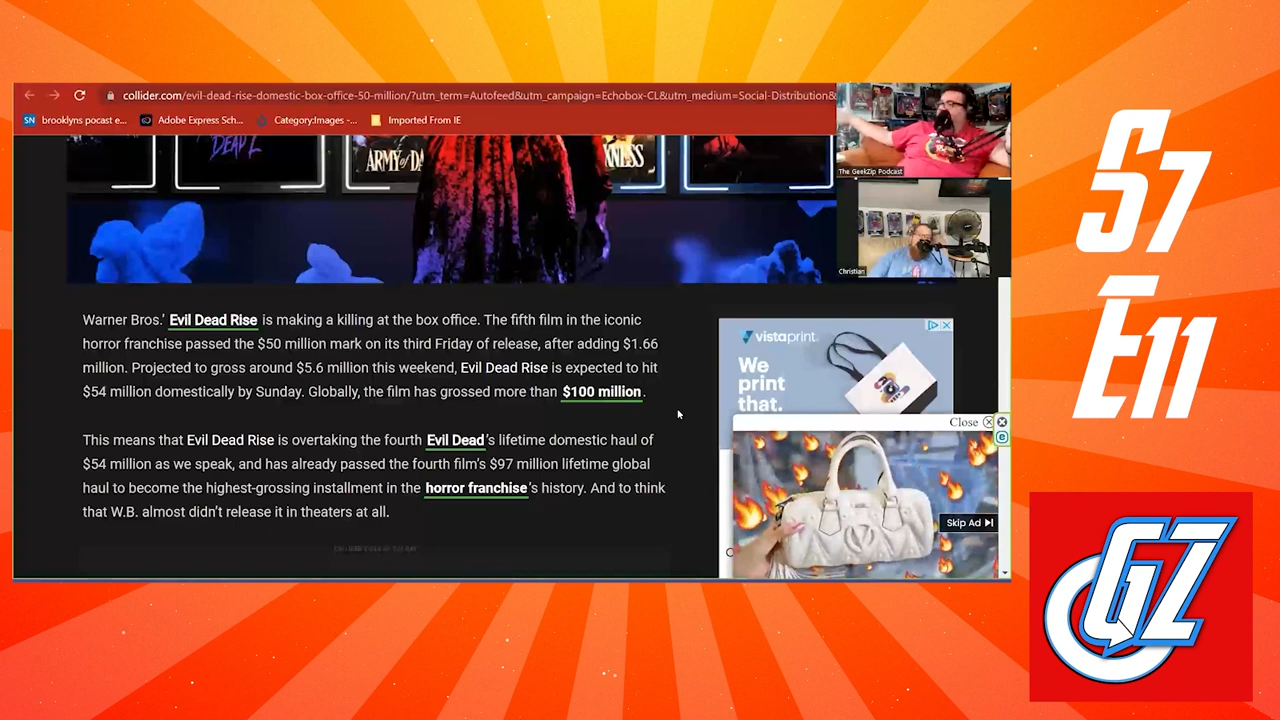 collider.com/evil-dead-rise-domestic-box-office-50-million/?utm_term=Autofeed&utm_campaign=Echobox-CL&utm_medium=Social-Distribution&
SN brooklyns pocast e... Adobe Express Sch... Category:Images -... Imported From IE
The GeekZip Podcast
DEAD
ARMY of DA
KNESS
Christian
Warner Bros.' Evil Dead Rise is making a killing at the box office. The fifth film in the iconic
horror franchise passed the $50 million mark on its third Friday of release, after adding $1.66
million. Projected to gross around $5.6 million this weekend, Evil Dead Rise is expected to hit
$54 million domestically by Sunday. Globally, the film has grossed more than $100 million.
This means that Evil Dead Rise is overtaking the fourth Evil Dead's lifetime domestic haul of
$54 million as we speak, and has already passed the fourth film's $97 million lifetime global
haul to become the highest-grossing installment in the horror franchise's history. And to think
that W.B. almost didn't release it in theaters at all.
vistaprint.
We
print
that.
Close
e
Skip Ad
S7
E11
GZ